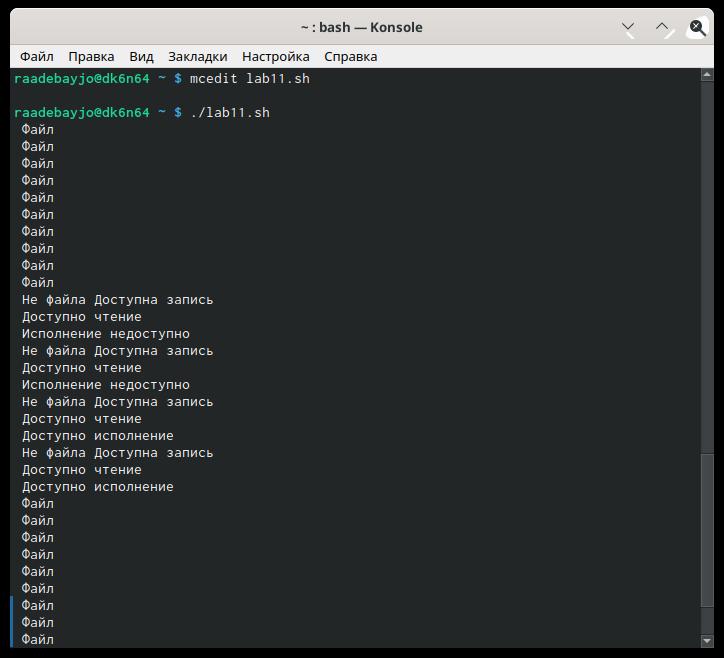 ~ : bash — Konsole
Файл Правка Вид Закладки Настройка Справка
raadebayjo@dk6n64 ~ $ mcedit lab11.sh
raadebayjo@dk6n64 ~ $ ./lab11.sh
Файл
Файл
Файл
Файл
Файл
Файл
Файл
Файл
Файл
Файл
Не файла Доступна запись
Доступно чтение
Исполнение недоступно
Не файла Доступна запись
Доступно чтение
Исполнение недоступно
Не файла Доступна запись
Доступно чтение
Доступно исполнение
Не файла Доступна запись
Доступно чтение
Доступно исполнение
Файл
Файл
Файл
Файл
Файл
Файл
Файл
Файл
Файл